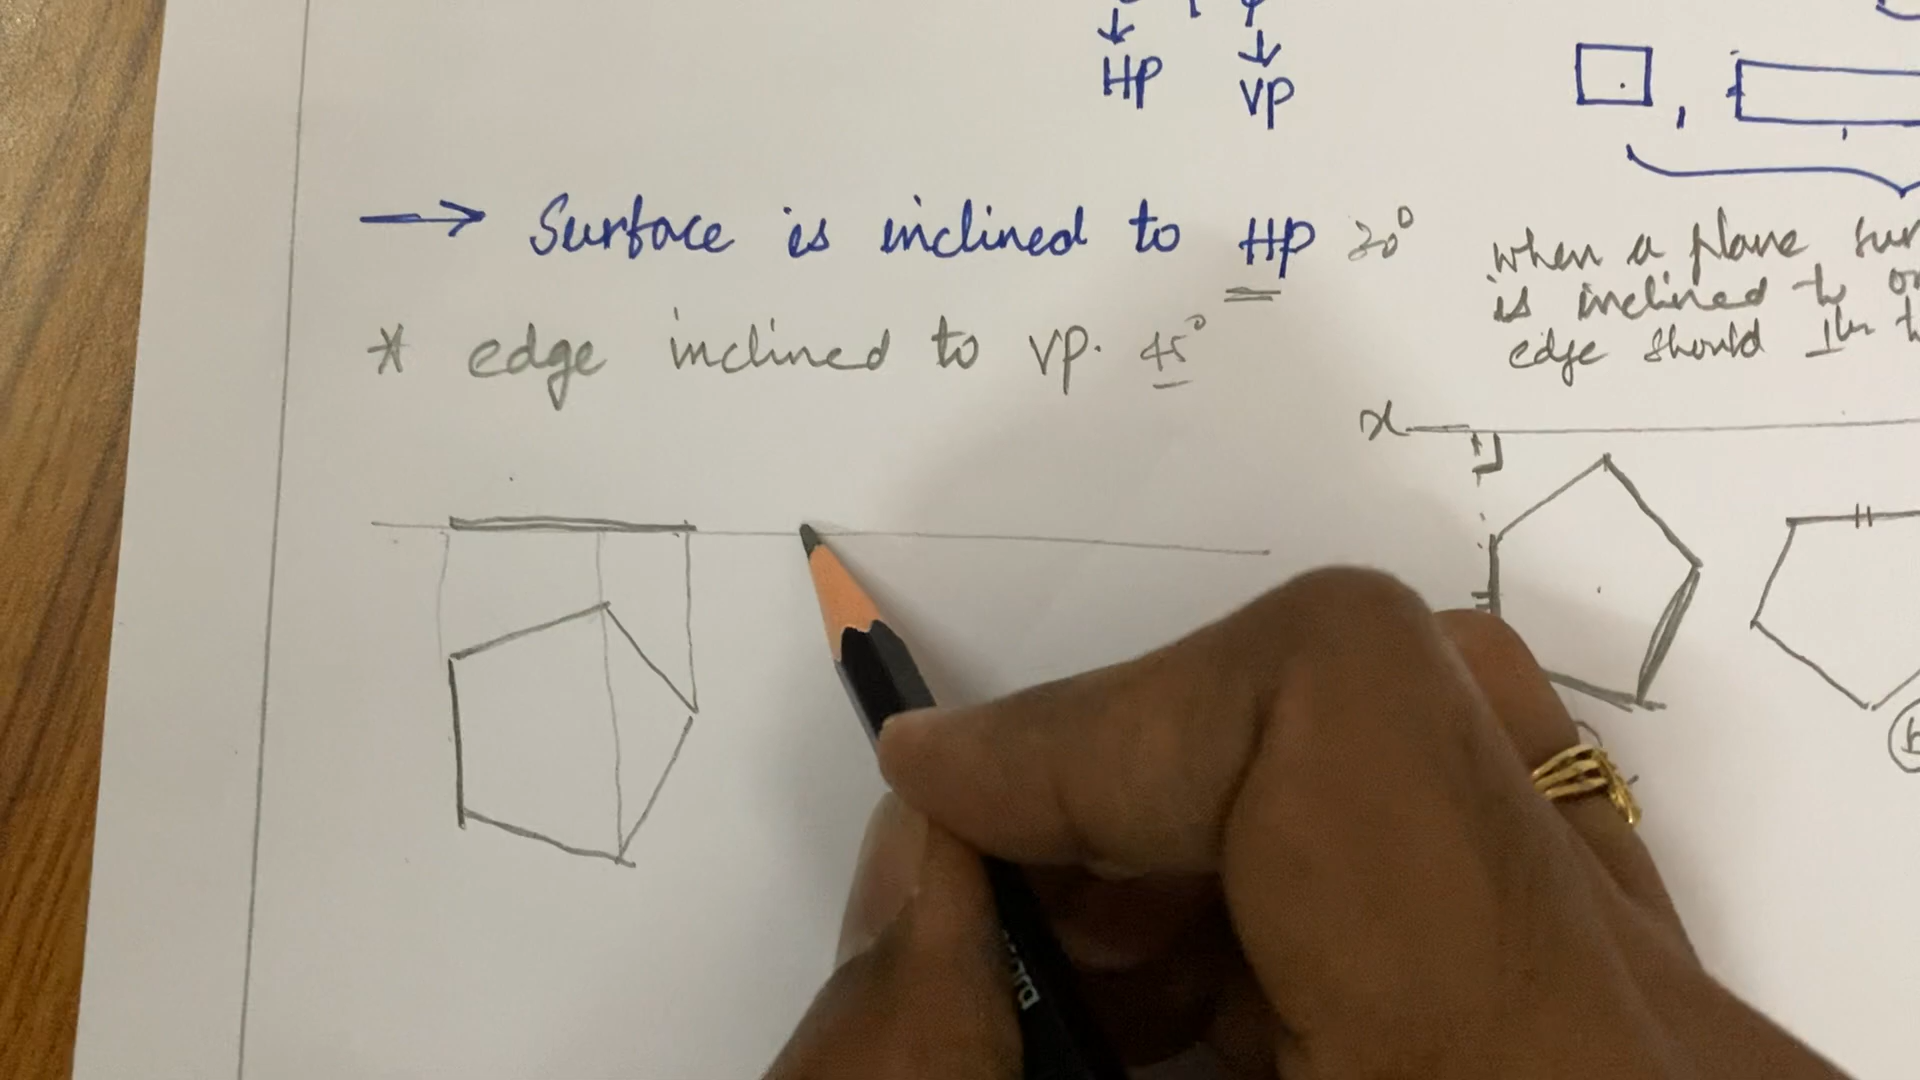 HP VP
→ Surface is inclined to HP 30°
* edge inclined to VP. 45°
when a plane
is inclined to
edge should
x